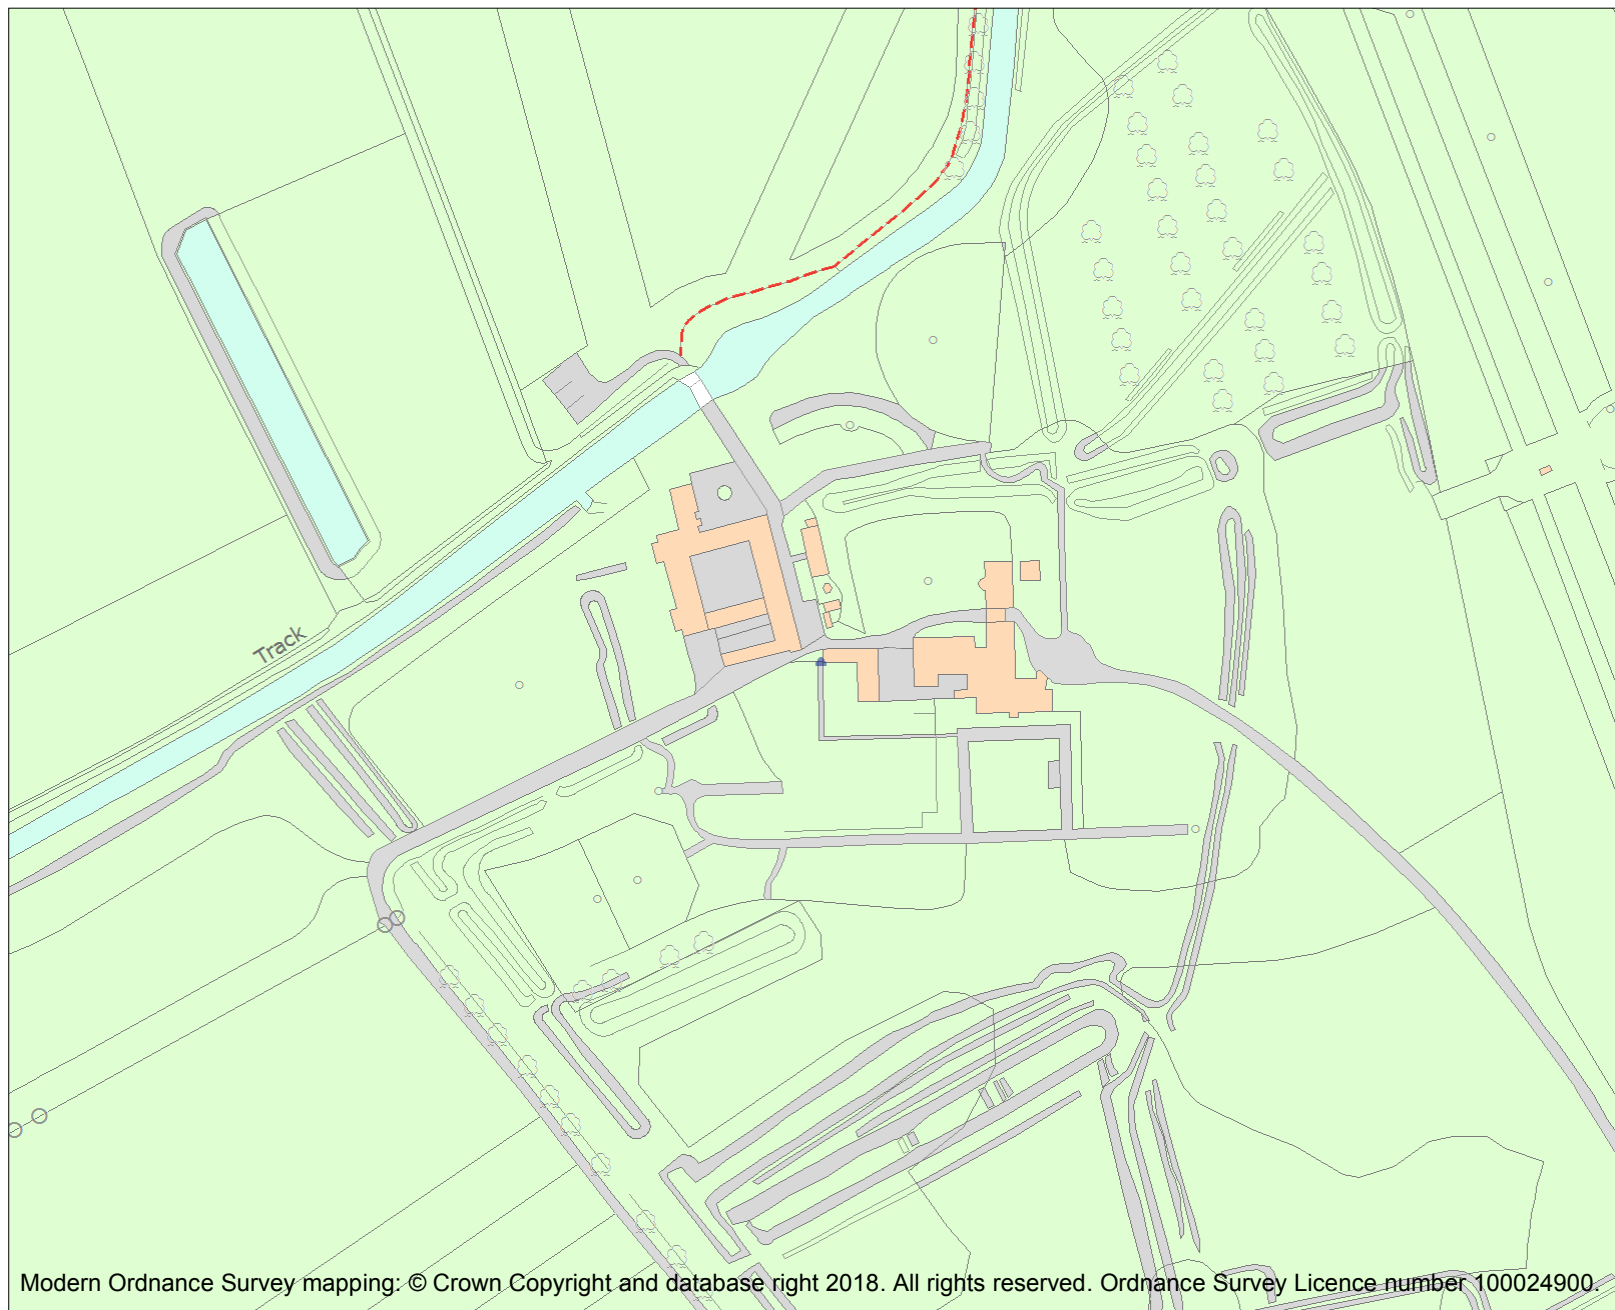 Track
Modern Ordnance Survey mapping: © Crown Copyright and database right 2018. All rights reserved. Ordnance Survey Licence number 100024900.